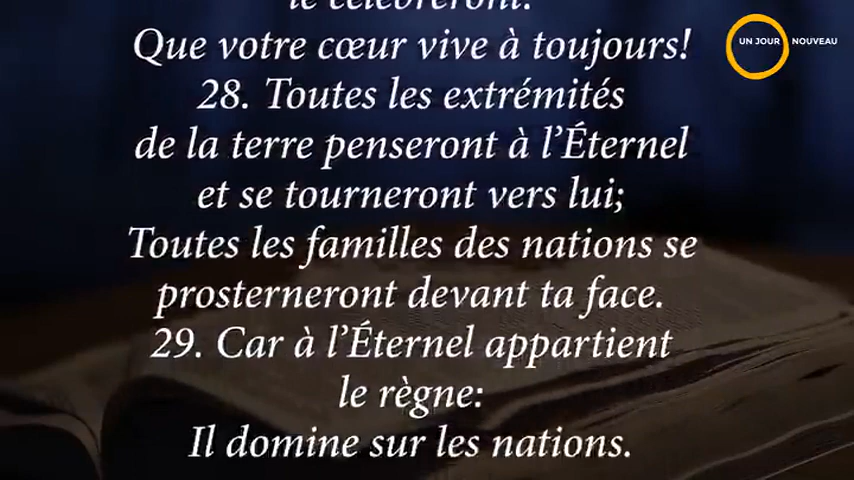 le célébreront.
Que votre cœur vive à toujours!
28. Toutes les extrémités
de la terre penseront à l'Éternel
et se tourneront vers lui;
Toutes les familles des nations se
prosterneront devant ta face.
29. Car à l'Éternel appartient
le règne:
Il domine sur les nations.
UN JOUR NOUVEAU